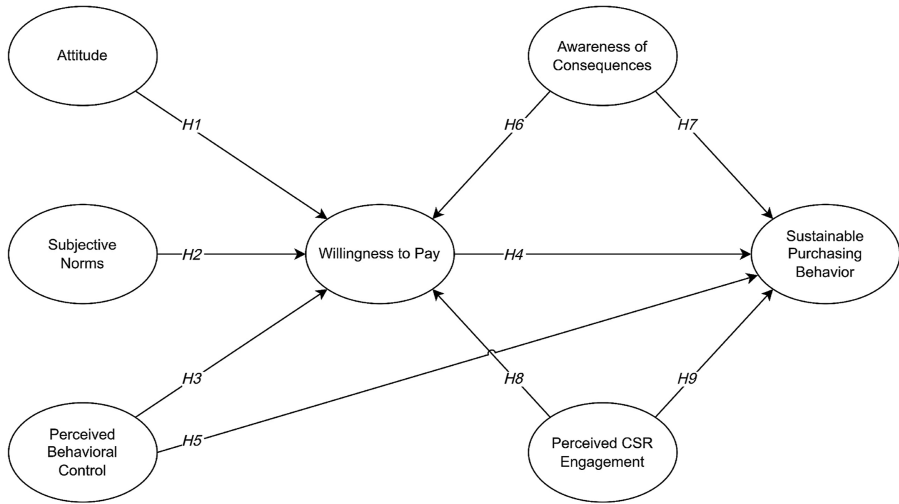 Attitude
Awareness of
Consequences
H1
H6
H7
Subjective
Norms
H2
Willingness to Pay
H4
Sustainable
Purchasing
Behavior
H3
H8
H9
Perceived
Behavioral
Control
H5
Perceived CSR
Engagement